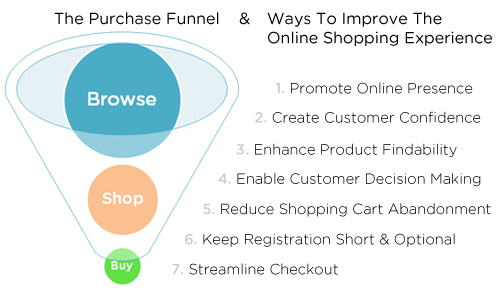 The Purchase Funnel & Ways To Improve The
Online Shopping Experience
Browse
Shop
Buy
1. Promote Online Presence
2. Create Customer Confidence
3. Enhance Product Findability
4. Enable Customer Decision Making
5. Reduce Shopping Cart Abandonment
6. Keep Registration Short & Optional
7. Streamline Checkout